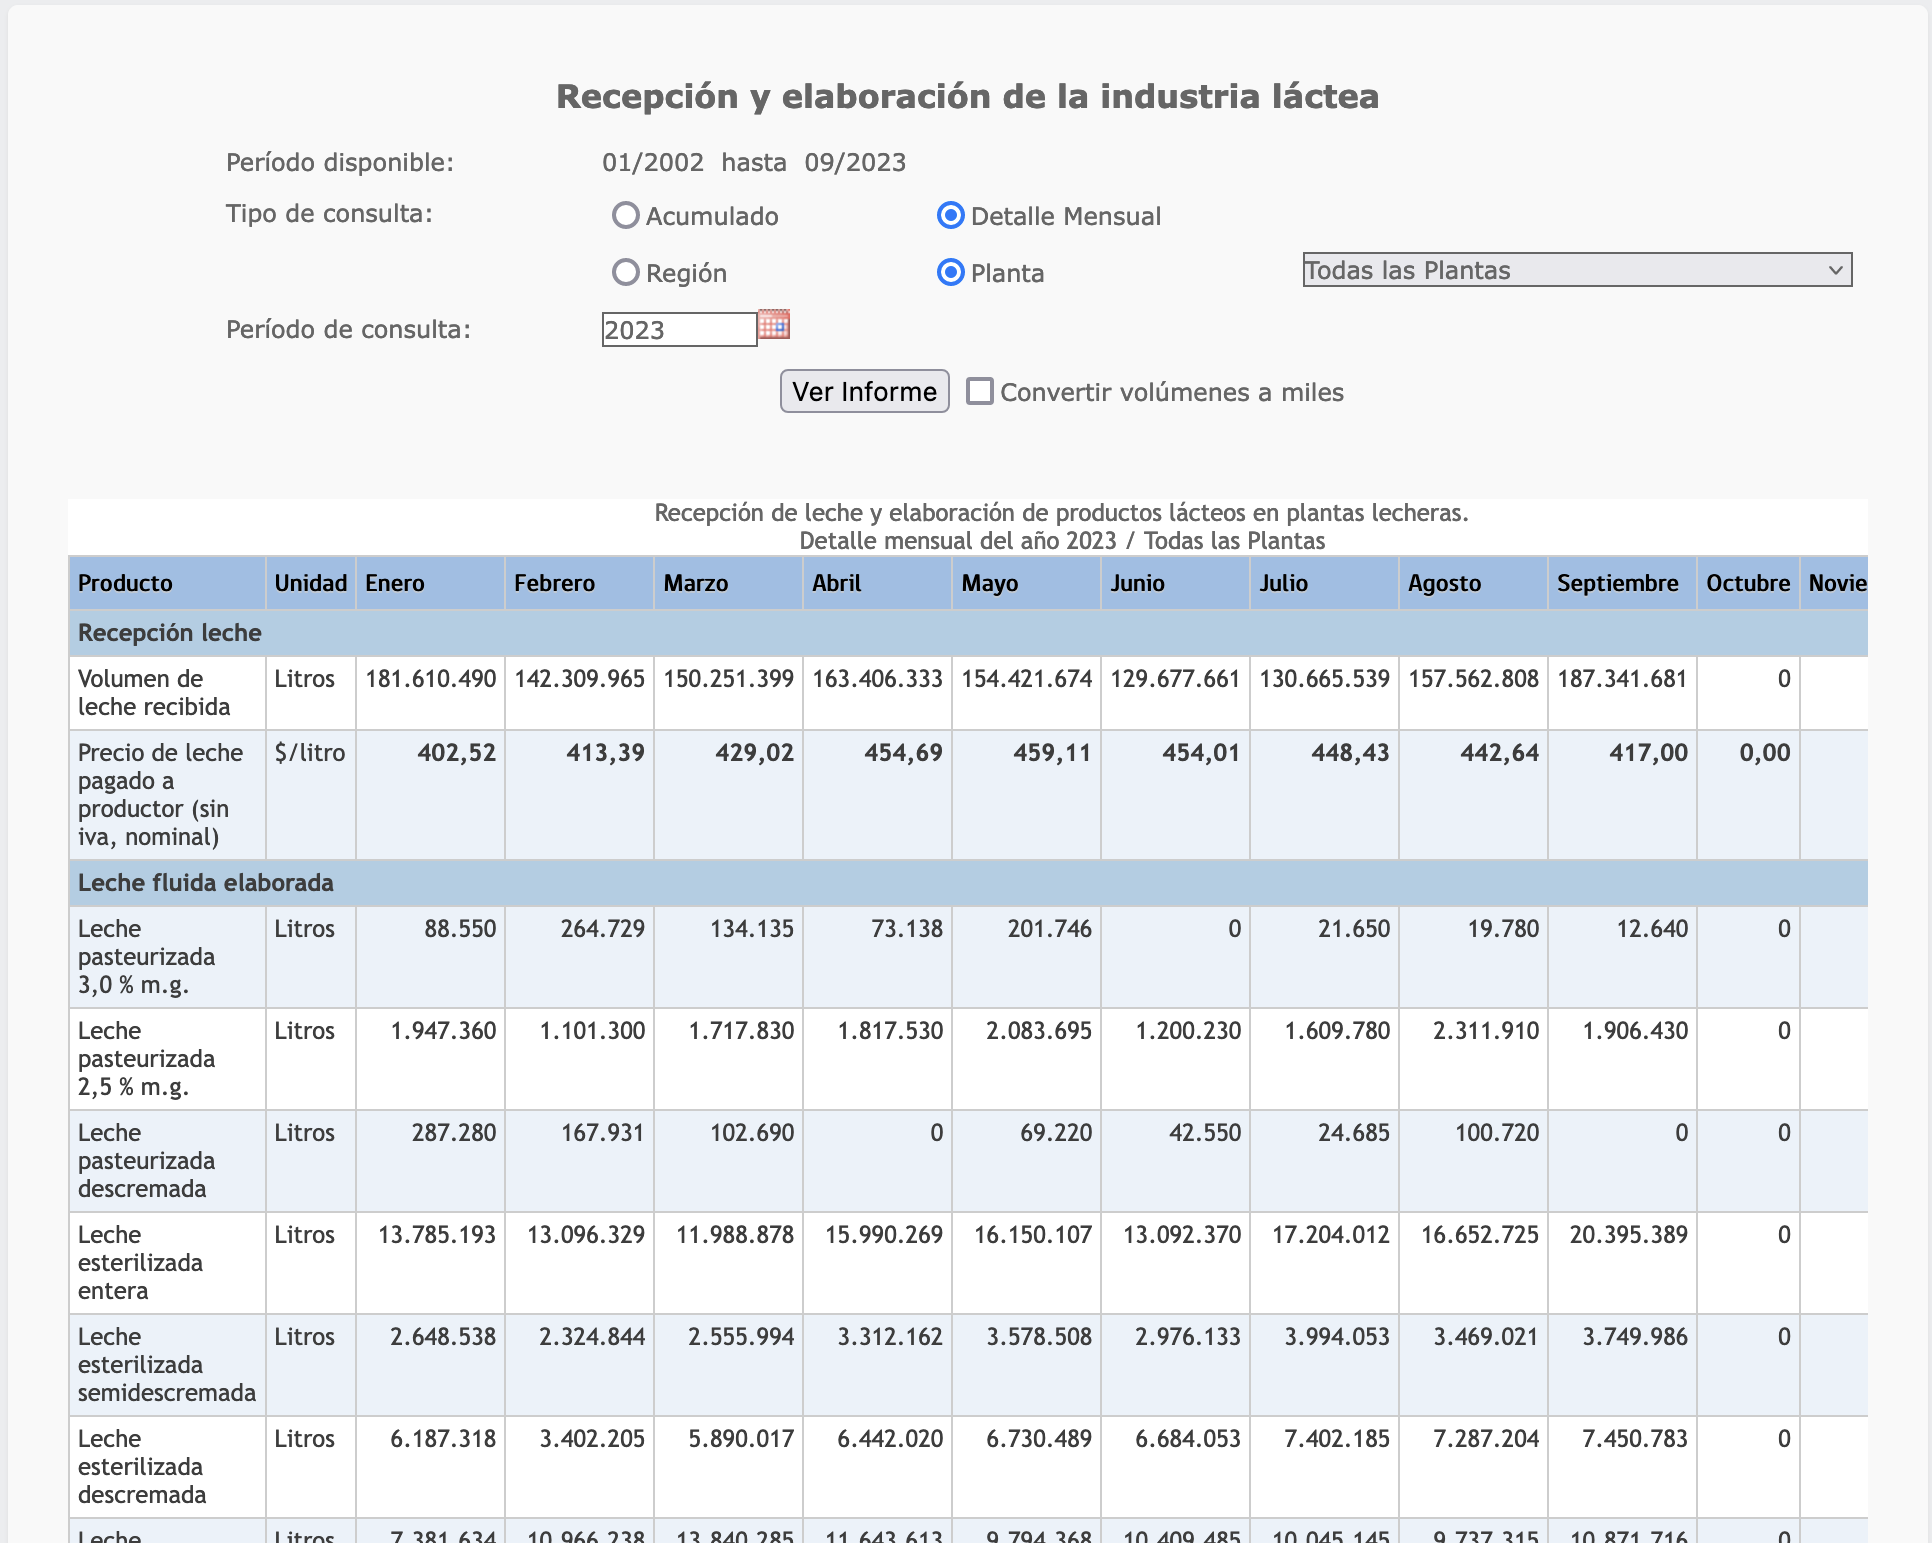 Recepción y elaboración de la industria láctea
Período disponible: 01/2002 hasta 09/2023
Tipo de consulta: Acumulado Detalle Mensual
Región Planta Todas las Plantas
Período de consulta: 2023
Ver Informe Convertir volúmenes a miles
Recepción de leche y elaboración de productos lácteos en plantas lecheras.
Detalle mensual del año 2023 / Todas las Plantas
Producto Unidad Enero Febrero Marzo Abril Mayo Junio Julio Agosto Septiembre Octubre Novie
Recepción leche
Volumen de Litros 181.610.490 142.309.965 150.251.399 163.406.333 154.421.674 129.677.661 130.665.539 157.562.808 187.341.681 0
leche recibida
Precio de leche $/litro 402,52 413,39 429,02 454,69 459,11 454,01 448,43 442,64 417,00 0,00
pagado a
productor (sin
iva, nominal)
Leche fluida elaborada
Leche Litros 88.550 264.729 134.135 73.138 201.746 0 21.650 19.780 12.640 0
pasteurizada
3,0 % m.g.
Leche Litros 1.947.360 1.101.300 1.717.830 1.817.530 2.083.695 1.200.230 1.609.780 2.311.910 1.906.430 0
pasteurizada
2,5 % m.g.
Leche Litros 287.280 167.931 102.690 0 69.220 42.550 24.685 100.720 0 0
pasteurizada
descremada
Leche Litros 13.785.193 13.096.329 11.988.878 15.990.269 16.150.107 13.092.370 17.204.012 16.652.725 20.395.389 0
esterilizada
entera
Leche Litros 2.648.538 2.324.844 2.555.994 3.312.162 3.578.508 2.976.133 3.994.053 3.469.021 3.749.986 0
esterilizada
semidescremada
Leche Litros 6.187.318 3.402.205 5.890.017 6.442.020 6.730.489 6.684.053 7.402.185 7.287.204 7.450.783 0
esterilizada
descremada
Leche Litros 7.381.634 10.966.238 13.840.285 11.643.613 9.794.368 10.409.485 10.045.145 9.737.315 10.871.716 0